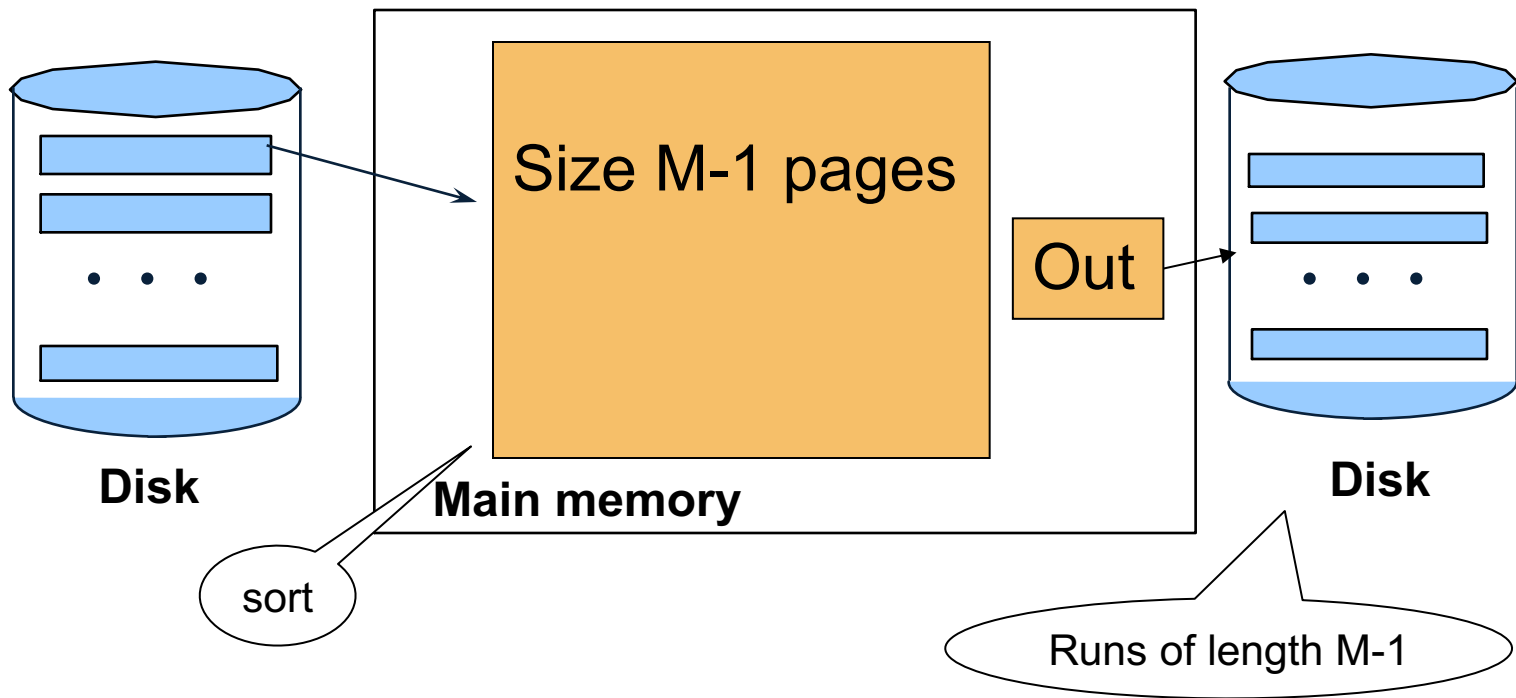 Size M-1 pages
Out
Disk
Main memory
Disk
sort
Runs of length M-1